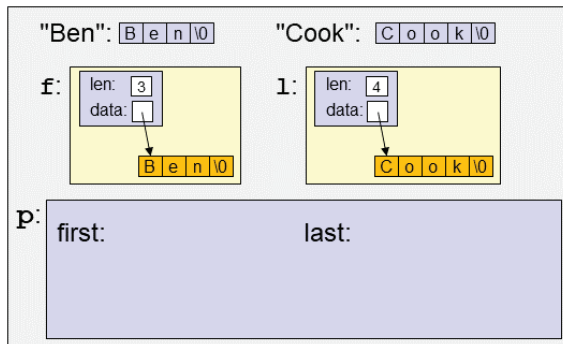 "Ben": B e n \0 "Cook": C o o k \0
f: len: 3 l: len: 4
data: data:
B e n \0 C o o k \0
p:
first: last: